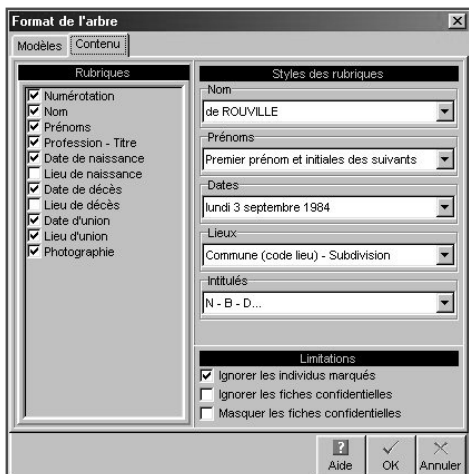 Format de l'arbre
Modèles Contenu
Rubriques
Numérotation
Nom
Prénoms
Profession - Titre
Date de naissance
Lieu de naissance
Date de décès
Lieu de décès
Date d'union
Lieu d'union
Photographie
Styles des rubriques
Nom
de ROUVILLE
Prénoms
Premier prénom et initiales des suivants
Dates
lundi 3 septembre 1984
Lieux
Commune (code lieu) - Subdivision
Intitulés
N - B - D...
Limitations
Ignorer les individus marqués
Ignorer les fiches confidentielles
Masquer les fiches confidentielles
Aide OK Annuler